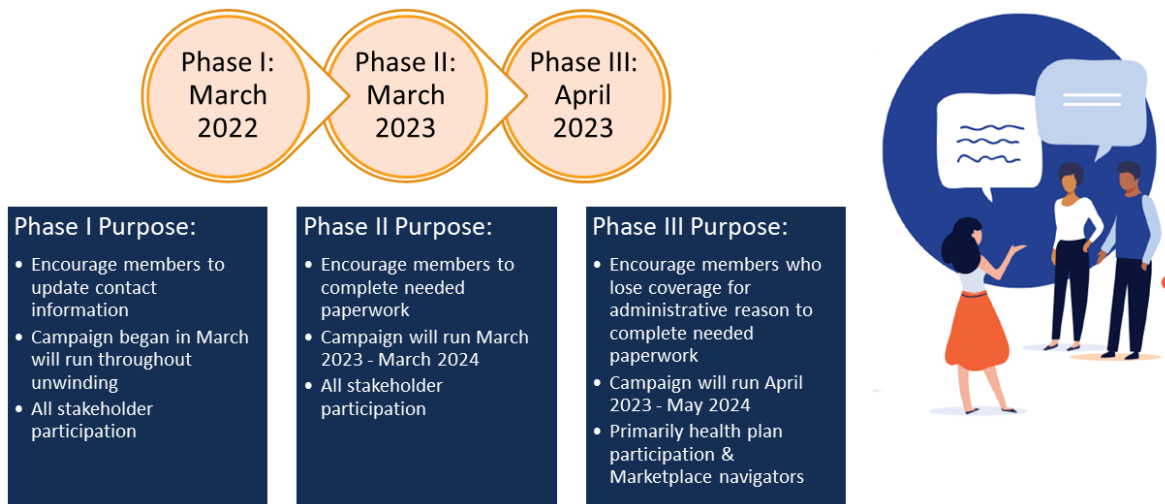 Phase I:
March
2022
Phase II:
March
2023
Phase III:
April
2023
Phase I Purpose:
• Encourage members to
update contact
information
• Campaign began in March
will run throughout
unwinding
• All stakeholder
participation
Phase II Purpose:
• Encourage members to
complete needed
paperwork
• Campaign will run March
2023 - March 2024
• All stakeholder
participation
Phase III Purpose:
• Encourage members who
lose coverage for
administrative reason to
complete needed
paperwork
• Campaign will run April
2023 - May 2024
• Primarily health plan
participation &
Marketplace navigators